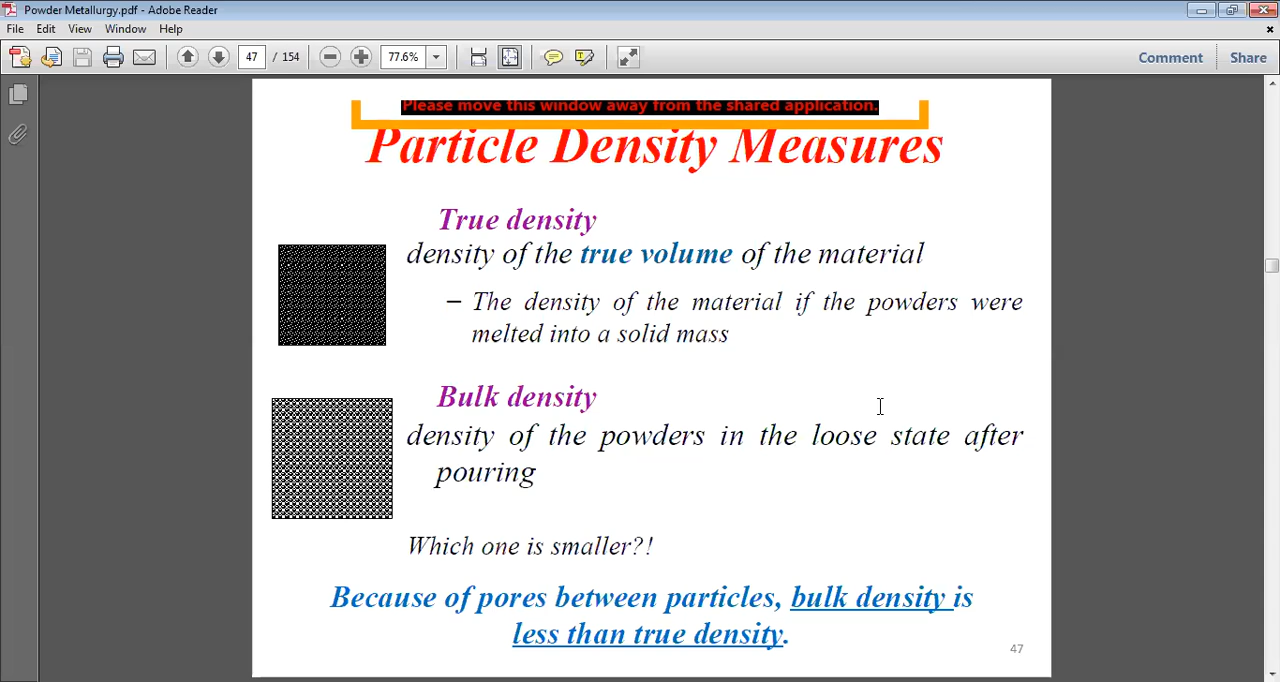 Powder Metallurgy.pdf - Adobe Reader
File Edit View Window Help
47 / 154 77.6% Comment Share
Please move this window away from the shared application.
Particle Density Measures
True density
density of the true volume of the material
– The density of the material if the powders were
melted into a solid mass
Bulk density
density of the powders in the loose state after
pouring
Which one is smaller?!
Because of pores between particles, bulk density is
less than true density.
47